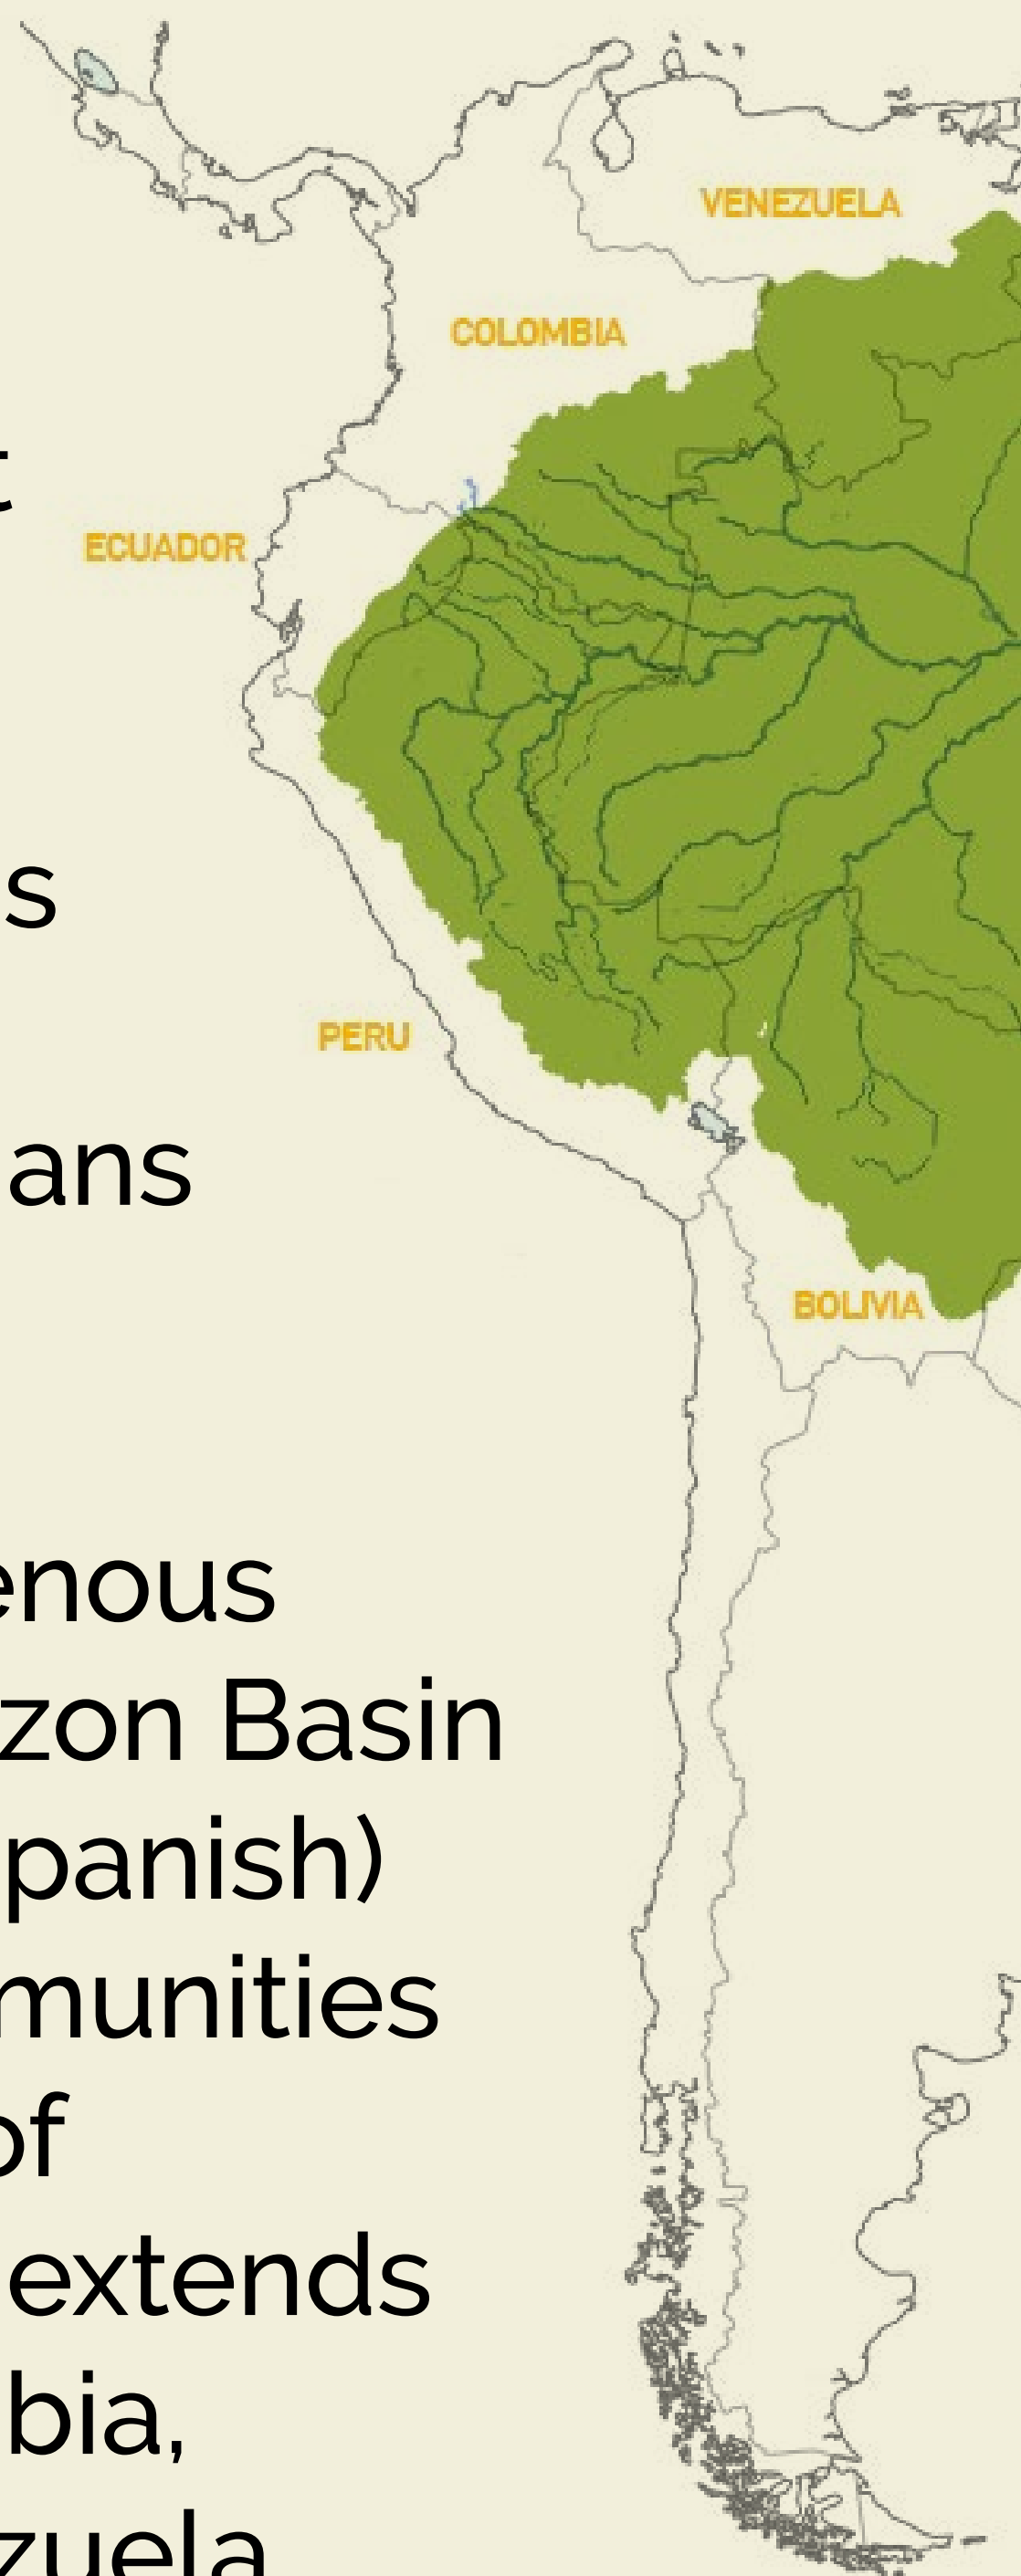 VENEZUELA
COLOMBIA
t
ECUADOR
s
PERU
ans
BOLIVIA
enous
zon Basin
panish)
munities
of
extends
bia,
zuela